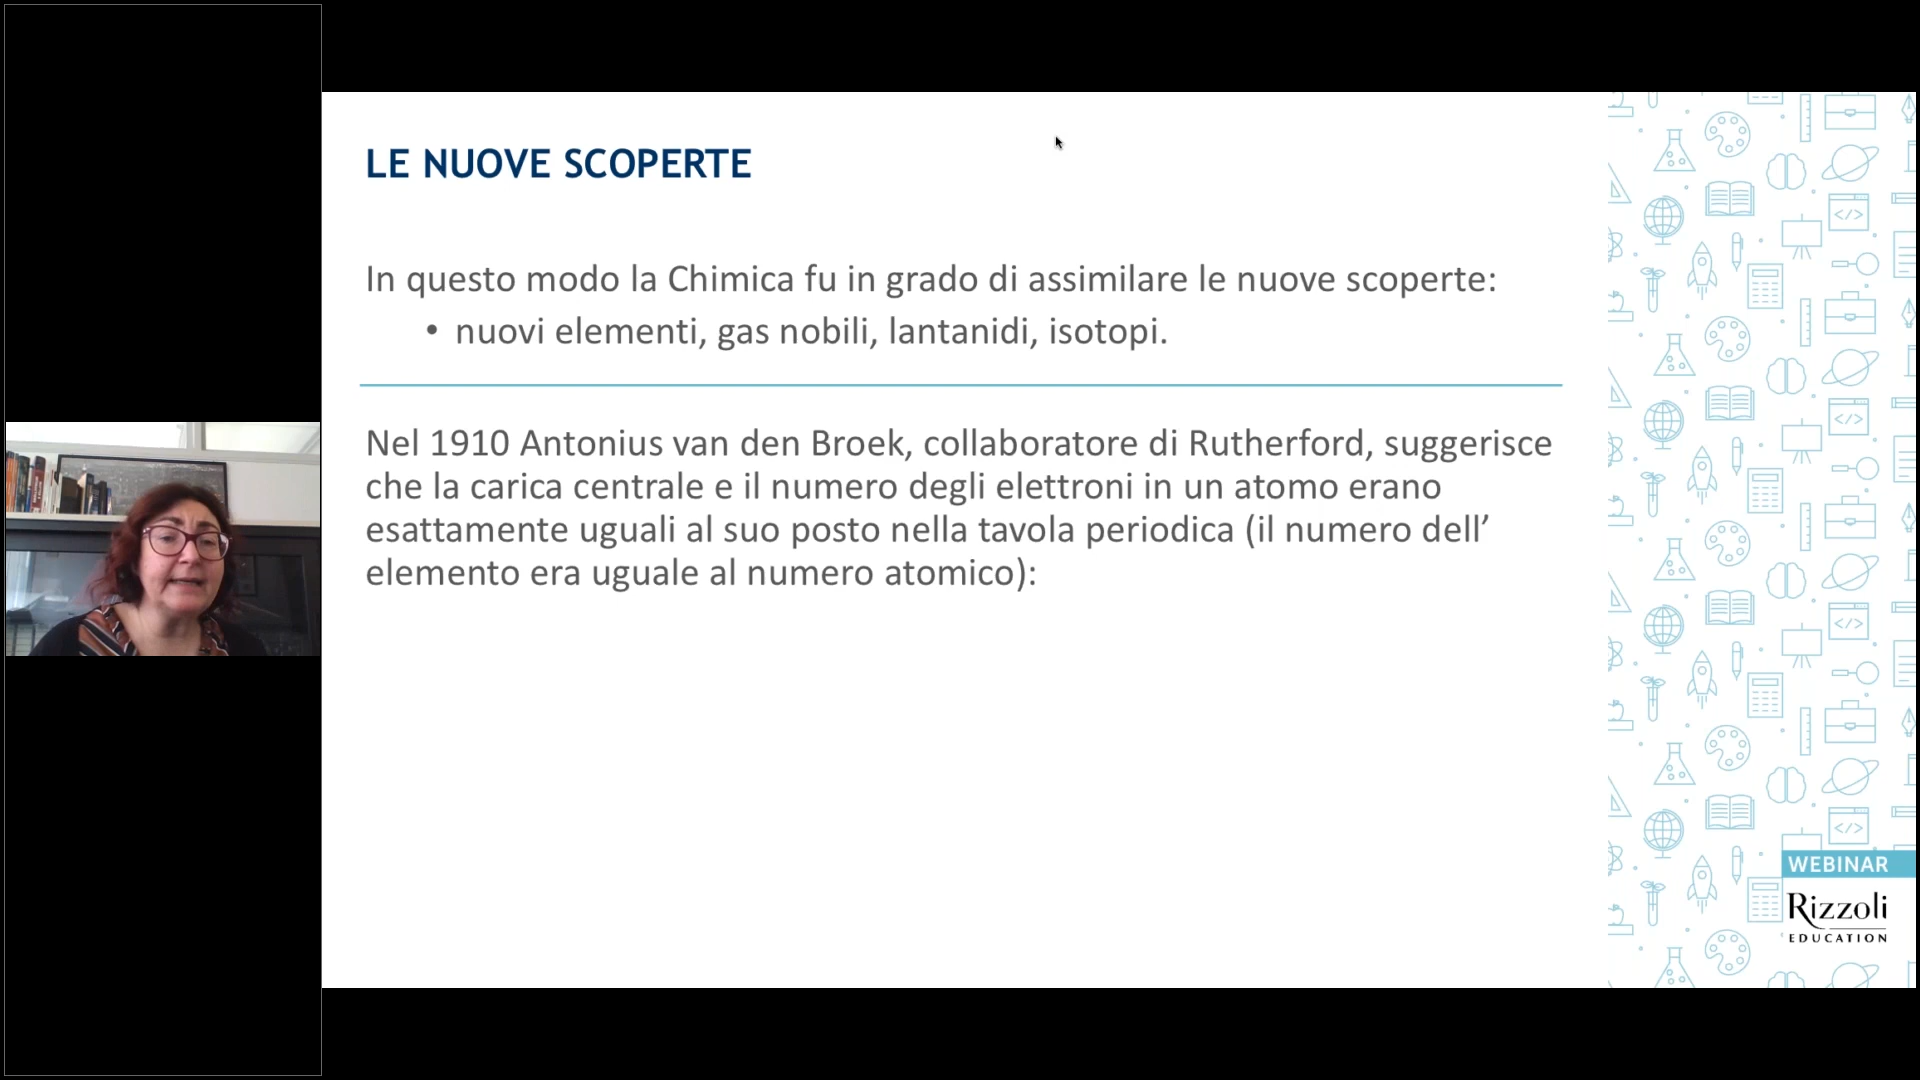 LE NUOVE SCOPERTE
In questo modo la Chimica fu in grado di assimilare le nuove scoperte:
• nuovi elementi, gas nobili, lantanidi, isotopi.
Nel 1910 Antonius van den Broek, collaboratore di Rutherford, suggerisce
che la carica centrale e il numero degli elettroni in un atomo erano
esattamente uguali al suo posto nella tavola periodica (il numero dell’
elemento era uguale al numero atomico):
WEBINAR
Rizzoli
EDUCATION